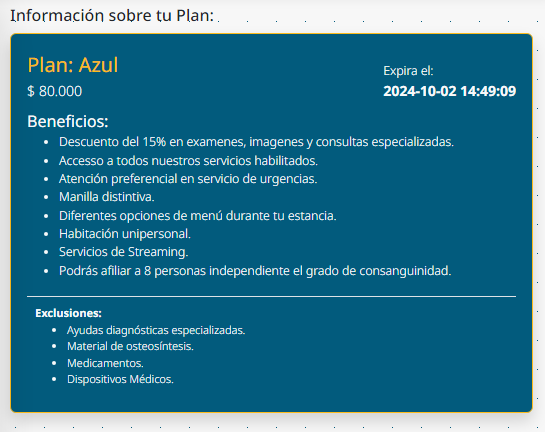 Información sobre tu Plan:
Plan: Azul
$ 80.000
Expira el:
2024-10-02 14:49:09
Beneficios:
• Descuento del 15% en examenes, imagenes y consultas especializadas.
• Accesso a todos nuestros servicios habilitados.
• Atención preferencial en servicio de urgencias.
• Manilla distintiva.
• Diferentes opciones de menú durante tu estancia.
• Habitación unipersonal.
• Servicios de Streaming.
• Podrás afiliar a 8 personas independiente el grado de consanguinidad.
Exclusiones:
• Ayudas diagnósticas especializadas.
• Material de osteosíntesis.
• Medicamentos.
• Dispositivos Médicos.